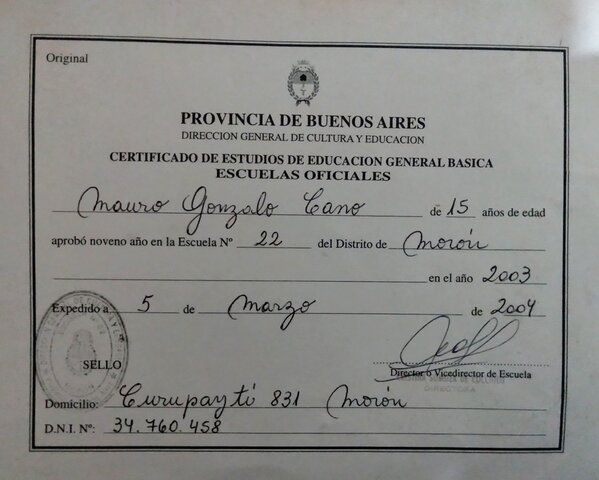 Original
PROVINCIA DE BUENOS AIRES
DIRECCION GENERAL DE CULTURA Y EDUCACION
CERTIFICADO DE ESTUDIOS DE EDUCACION GENERAL BASICA
ESCUELAS OFICIALES
Mauro Gonzalo Cano de 15 años de edad
aprobó noveno año en la Escuela Nº 22 del Distrito de Morón
en el año 2003
Expedido a 5 de Marzo de 2004
SELLO
Director o Vicedirector de Escuela
DIRECTORA
Domicilio: Curupaytí 831 Morón
D.N.I. Nº: 34.760.458